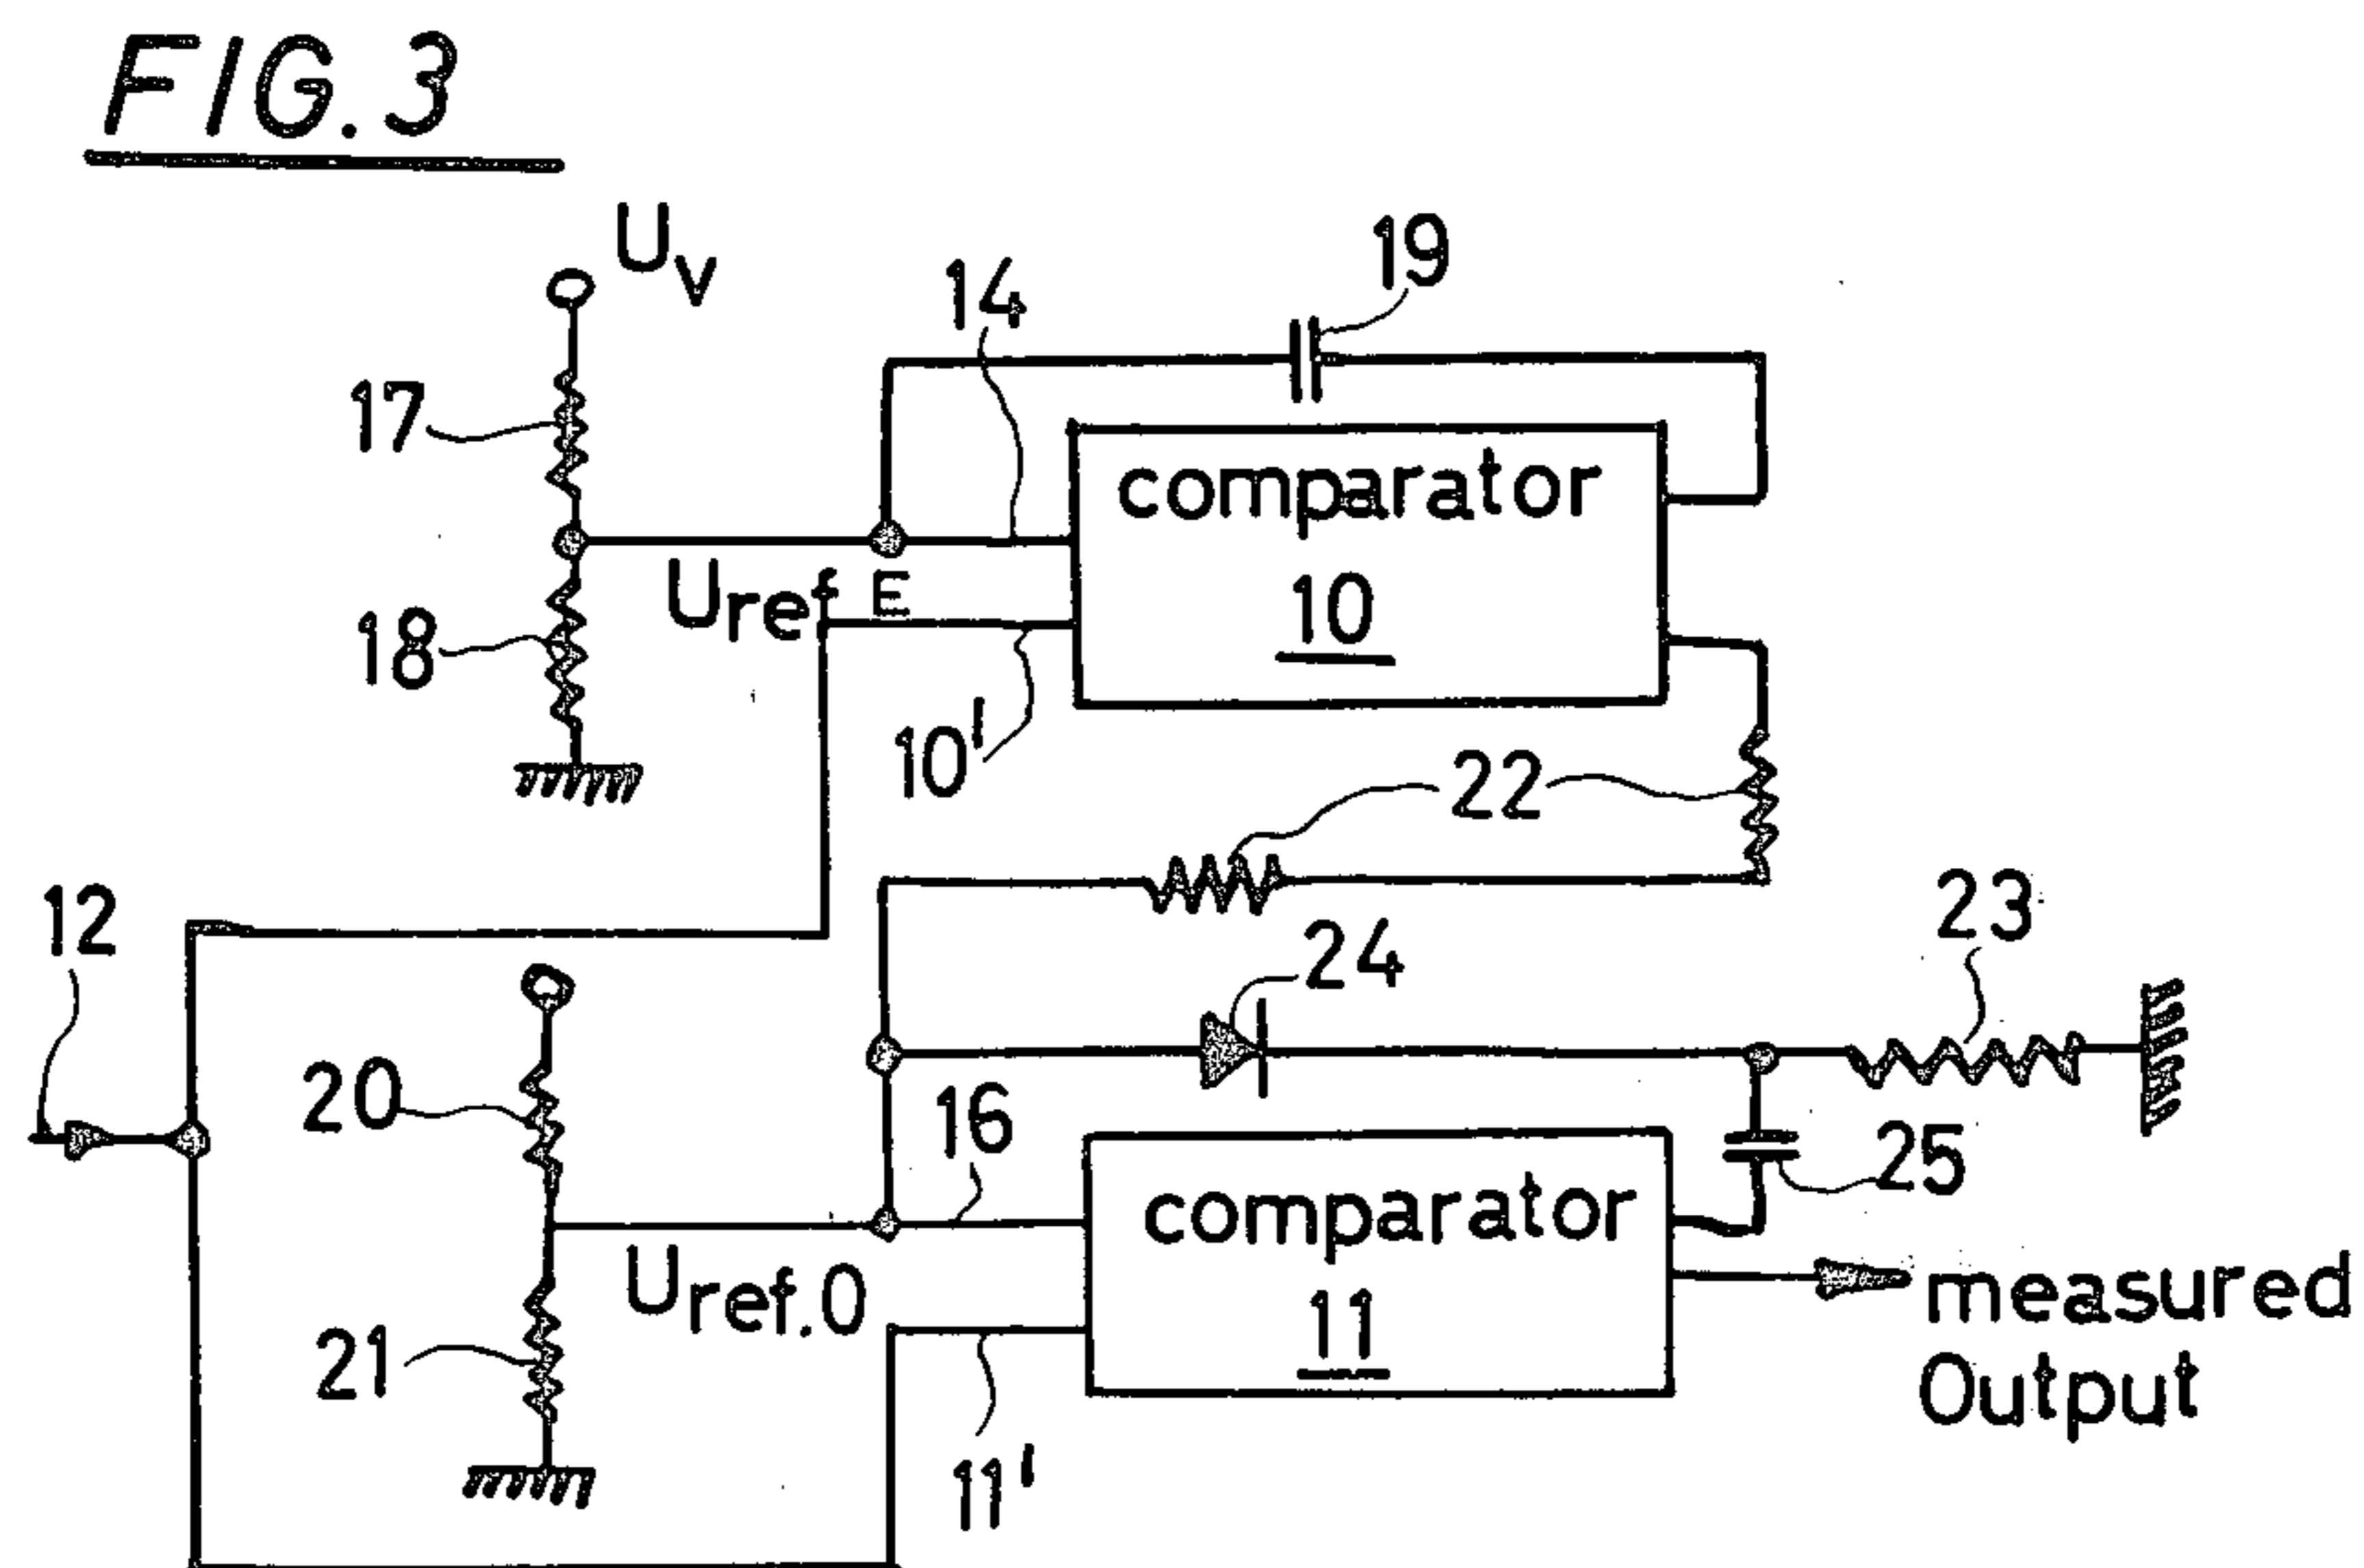 FIG. 3
Uv
19
14
17
comparator
10
Uref E
18
10'
22
12
23
24
20
16
25
comparator
11
Uref.0
measured
Output
21
11'